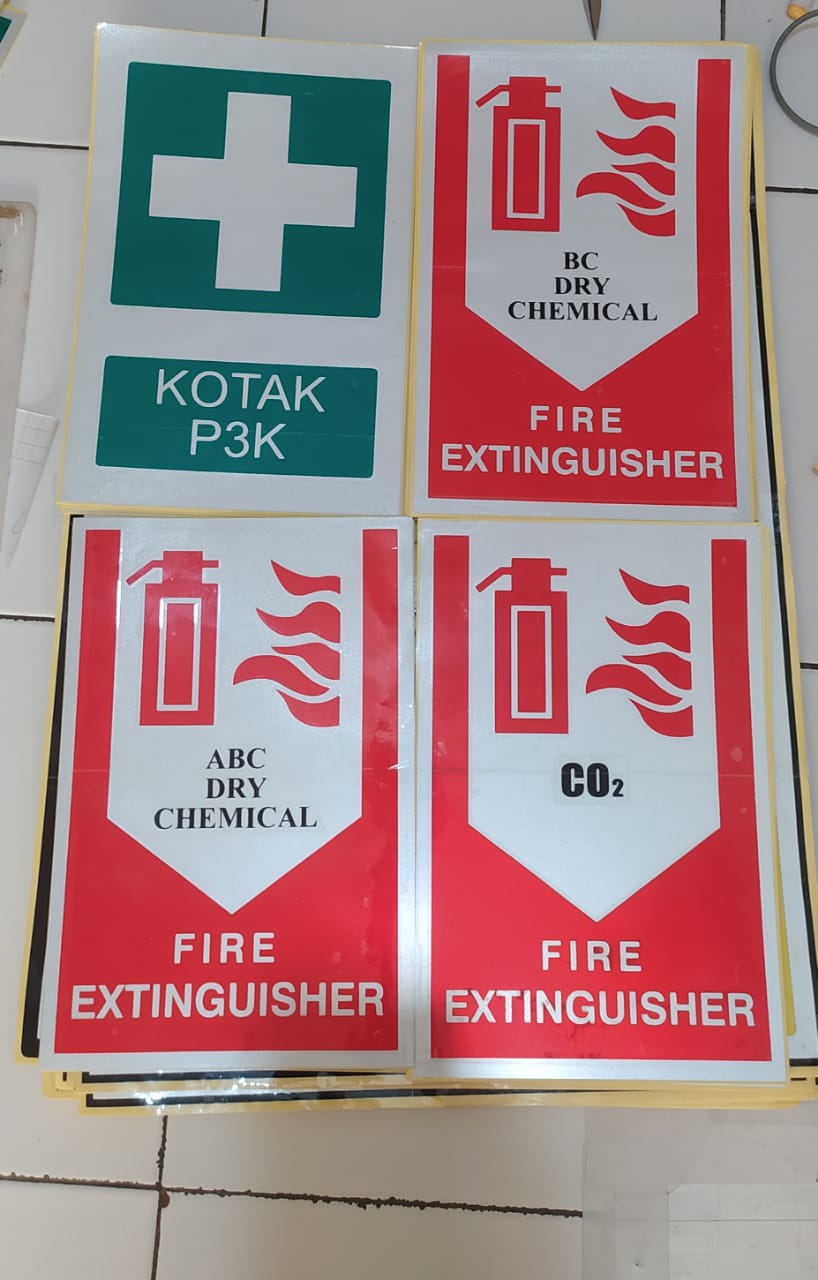 KOTAK
P3K
BC
DRY
CHEMICAL
FIRE
EXTINGUISHER
ABC
DRY
CHEMICAL
FIRE
EXTINGUISHER
CO₂
FIRE
EXTINGUISHER